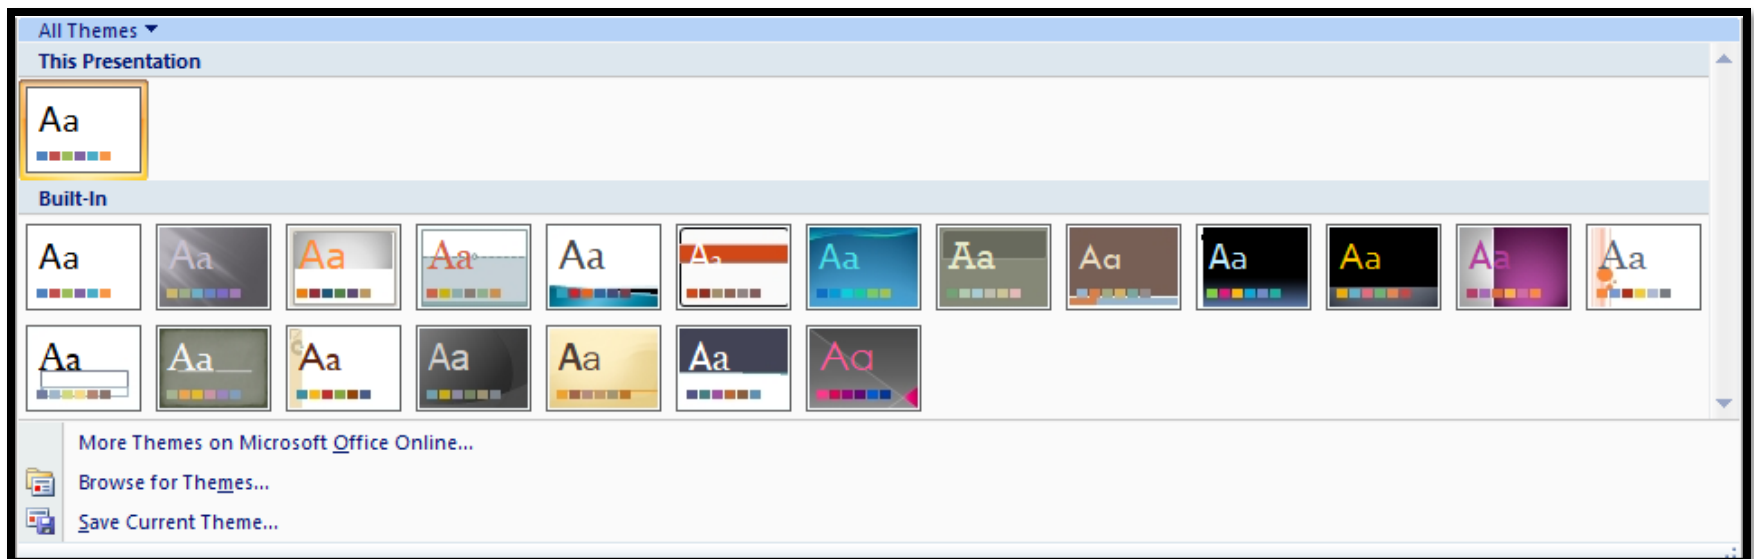 All Themes
This Presentation
Aa
Built-In
Aa Aa Aa Aa Aa Aa Aa Aa Aa Aa Aa Aa Aa
Aa Aa Aa Aa Aa Aa Aa
More Themes on Microsoft Office Online...
Browse for Themes...
Save Current Theme...